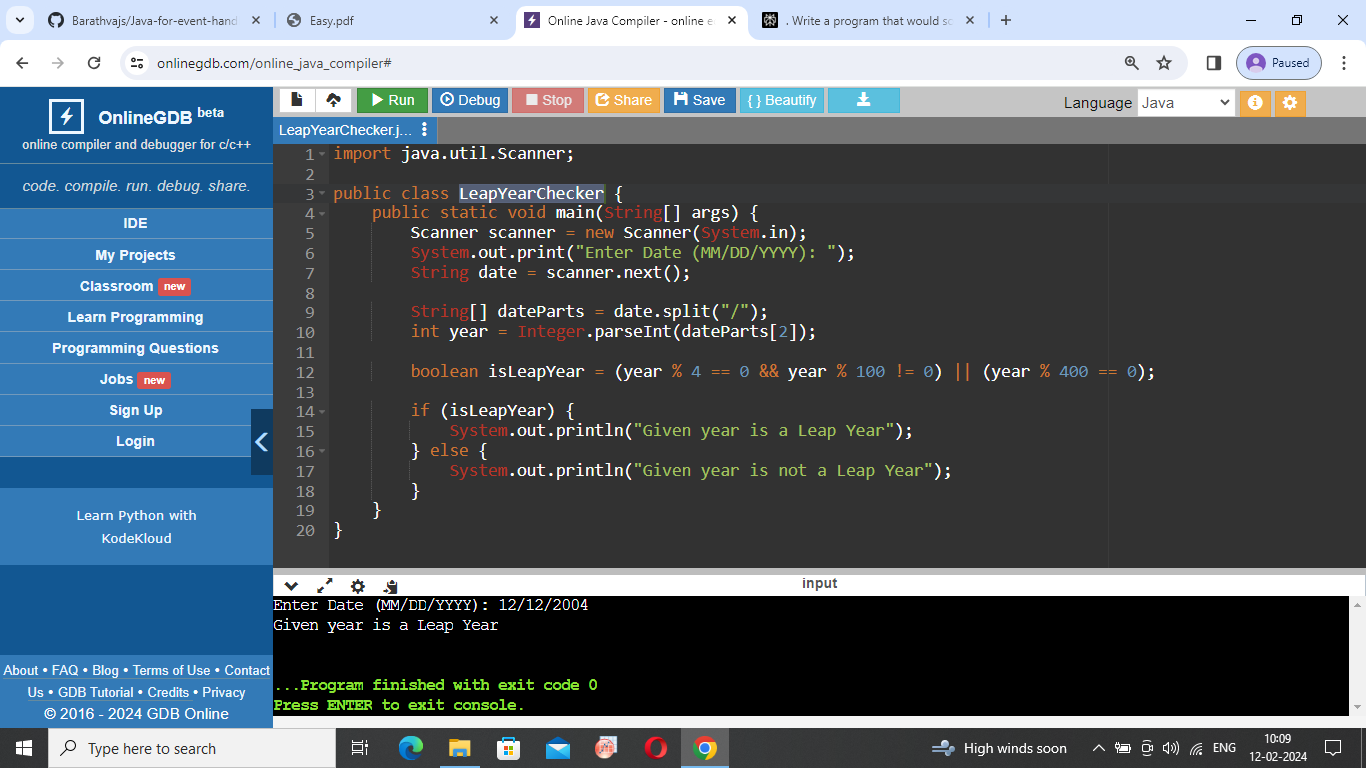 Barathvajs/Java-for-event-hand
Easy.pdf
Online Java Compiler - online e
. Write a program that would so
onlinegdb.com/online_java_compiler#
Paused
OnlineGDB beta
online compiler and debugger for c/c++
code. compile. run. debug. share.
IDE
My Projects
Classroom new
Learn Programming
Programming Questions
Jobs new
Sign Up
Login
Learn Python with
KodeKloud
About • FAQ • Blog • Terms of Use • Contact
Us • GDB Tutorial • Credits • Privacy
© 2016 - 2024 GDB Online
Run Debug Stop Share Save { } Beautify
Language Java
LeapYearChecker.j...
1 import java.util.Scanner;
2
3 public class LeapYearChecker {
4 public static void main(String[] args) {
5 Scanner scanner = new Scanner(System.in);
6 System.out.print("Enter Date (MM/DD/YYYY): ");
7 String date = scanner.next();
8
9 String[] dateParts = date.split("/");
10 int year = Integer.parseInt(dateParts[2]);
11
12 boolean isLeapYear = (year % 4 == 0 && year % 100 != 0) || (year % 400 == 0);
13
14 if (isLeapYear) {
15 System.out.println("Given year is a Leap Year");
16 } else {
17 System.out.println("Given year is not a Leap Year");
18 }
19 }
20 }
input
Enter Date (MM/DD/YYYY): 12/12/2004
Given year is a Leap Year
...Program finished with exit code 0
Press ENTER to exit console.
Type here to search
High winds soon
ENG
10:09
12-02-2024